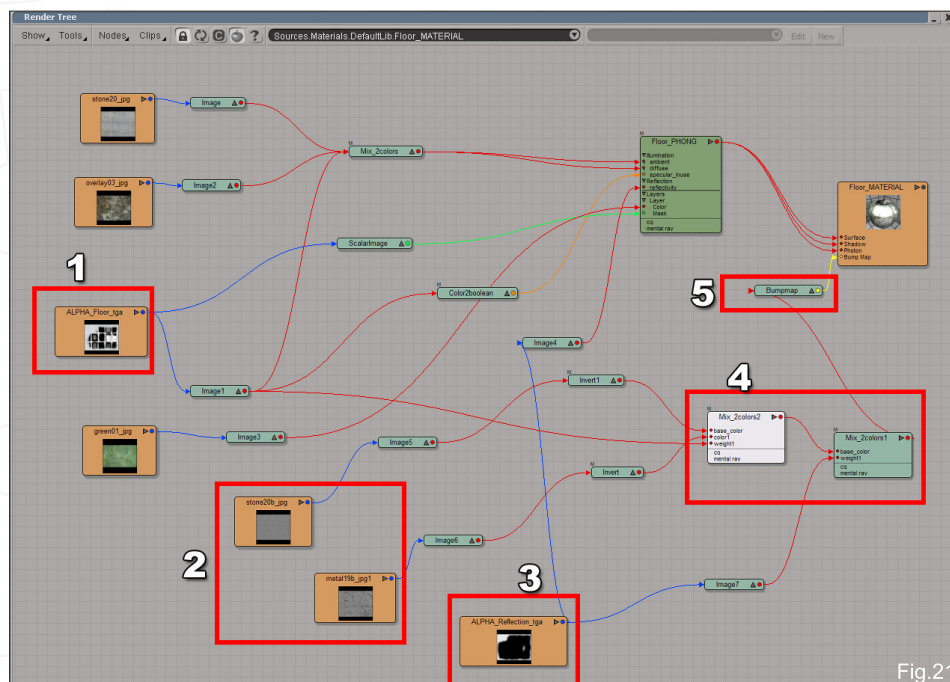 Render Tree
Show Tools Nodes Clips ? Sources.Materials.DefaultLib.Floor_MATERIAL Edit New
stone20_jpg
Image
overlay03_jpg
Image2
Mix_2colors
M
Floor_PHONG
Illumination
ambient
diffuse
specular_inuse
Reflection
reflectivity
Layers
Layer
Color
Mask
cq
mental ray
Floor_MATERIAL
Surface
Shadow
Photon
Bump Map
ScalarImage
1
ALPHA_Floor_tga
M
Color2boolean
5
Bumpmap
Image4
Image1
M
Invert1
4
M
Mix_2colors2
base_color
color1
weight1
cq
mental ray
Mix_2colors1
base_color
weight1
cq
mental ray
green01_jpg
Image3
Image5
M
Invert
2
stone20b_jpg
Image6
metal19b_jpg1
3
Image7
ALPHA_Reflection_tga
Fig.21